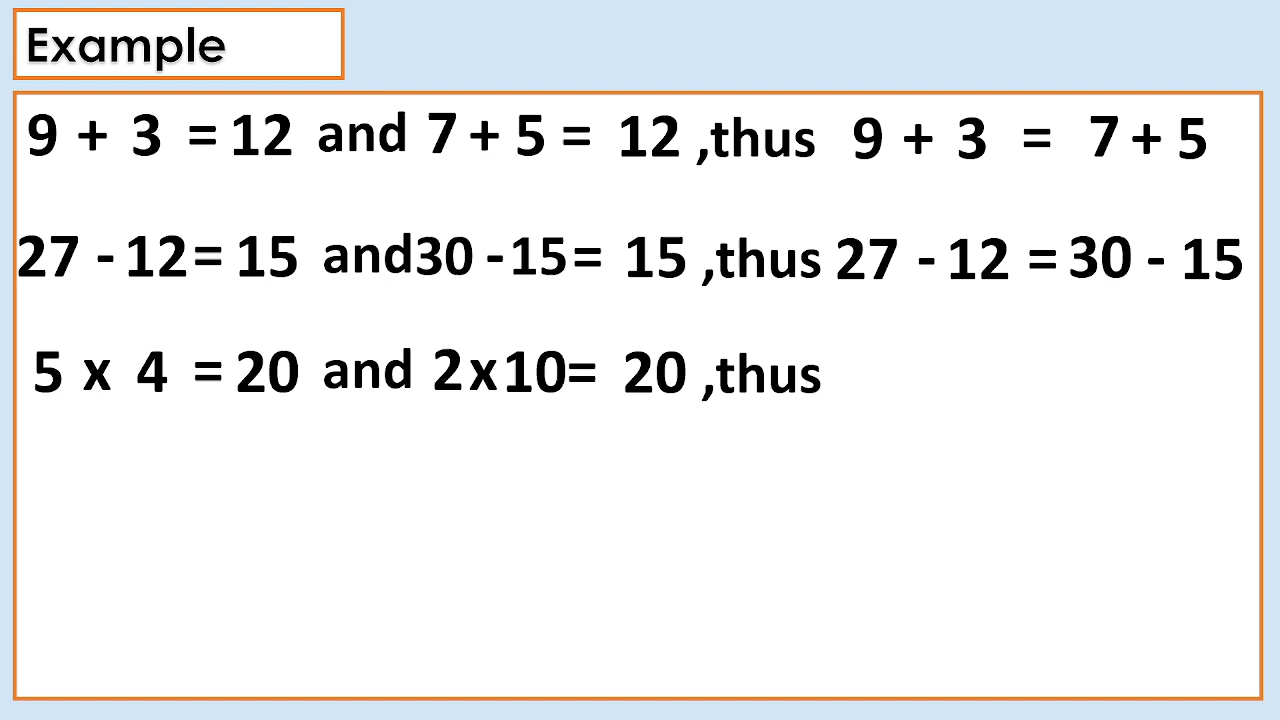 Example
9 + 3 = 12 and 7 + 5 = 12 ,thus 9 + 3 = 7 + 5
27 - 12 = 15 and 30 - 15 = 15 ,thus 27 - 12 = 30 - 15
5 x 4 = 20 and 2 x 10 = 20 ,thus